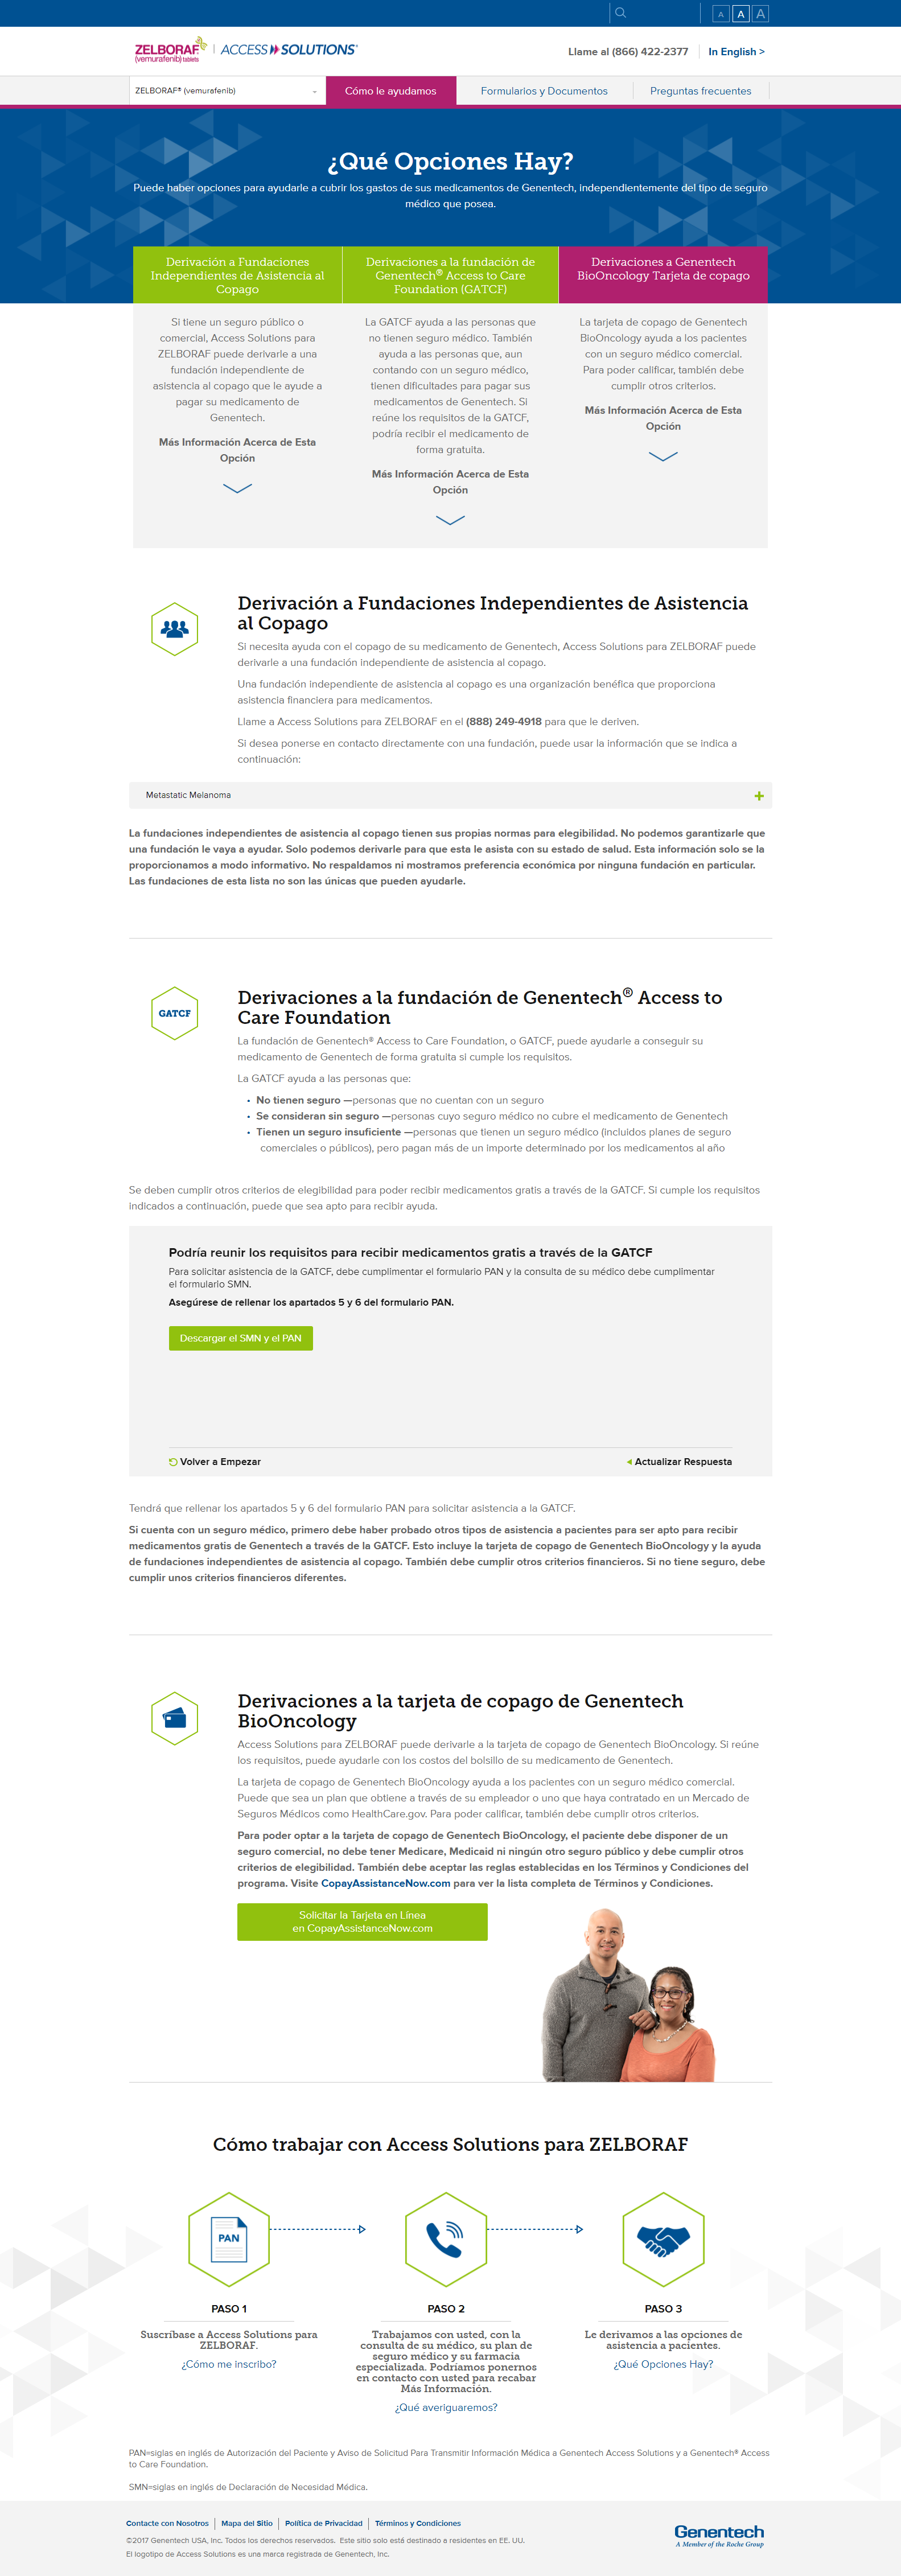 A A A
ZELBORAF®
(vemurafenib) tablets
ACCESS SOLUTIONS®
Llame al (866) 422-2377
In English >
ZELBORAF® (vemurafenib)
Cómo le ayudamos
Formularios y Documentos
Preguntas frecuentes
¿Qué Opciones Hay?
Puede haber opciones para ayudarle a cubrir los gastos de sus medicamentos de Genentech, independientemente del tipo de seguro
médico que posea.
Derivación a Fundaciones
Independientes de Asistencia al
Copago
Si tiene un seguro público o
comercial, Access Solutions para
ZELBORAF puede derivarle a una
fundación independiente de
asistencia al copago que le ayude a
pagar su medicamento de
Genentech.
Más Información Acerca de Esta
Opción
Derivaciones a la fundación de
Genentech® Access to Care
Foundation (GATCF)
La GATCF ayuda a las personas que
no tienen seguro médico. También
ayuda a las personas que, aun
contando con un seguro médico,
tienen dificultades para pagar sus
medicamentos de Genentech. Si
reúne los requisitos de la GATCF,
podría recibir el medicamento de
forma gratuita.
Más Información Acerca de Esta
Opción
Derivaciones a Genentech
BioOncology Tarjeta de copago
La tarjeta de copago de Genentech
BioOncology ayuda a los pacientes
con un seguro médico comercial.
Para poder calificar, también debe
cumplir otros criterios.
Más Información Acerca de Esta
Opción
Derivación a Fundaciones Independientes de Asistencia
al Copago
Si necesita ayuda con el copago de su medicamento de Genentech, Access Solutions para ZELBORAF puede
derivarle a una fundación independiente de asistencia al copago.
Una fundación independiente de asistencia al copago es una organización benéfica que proporciona
asistencia financiera para medicamentos.
Llame a Access Solutions para ZELBORAF en el (888) 249-4918 para que le deriven.
Si desea ponerse en contacto directamente con una fundación, puede usar la información que se indica a
continuación:
Metastatic Melanoma
La fundaciones independientes de asistencia al copago tienen sus propias normas para elegibilidad. No podemos garantizarle que
una fundación le vaya a ayudar. Solo podemos derivarle para que esta le asista con su estado de salud. Esta información solo se la
proporcionamos a modo informativo. No respaldamos ni mostramos preferencia económica por ninguna fundación en particular.
Las fundaciones de esta lista no son las únicas que pueden ayudarle.
GATCF
Derivaciones a la fundación de Genentech® Access to
Care Foundation
La fundación de Genentech® Access to Care Foundation, o GATCF, puede ayudarle a conseguir su
medicamento de Genentech de forma gratuita si cumple los requisitos.
La GATCF ayuda a las personas que:
• No tienen seguro —personas que no cuentan con un seguro
• Se consideran sin seguro —personas cuyo seguro médico no cubre el medicamento de Genentech
• Tienen un seguro insuficiente —personas que tienen un seguro médico (incluidos planes de seguro
comerciales o públicos), pero pagan más de un importe determinado por los medicamentos al año
Se deben cumplir otros criterios de elegibilidad para poder recibir medicamentos gratis a través de la GATCF. Si cumple los requisitos
indicados a continuación, puede que sea apto para recibir ayuda.
Podría reunir los requisitos para recibir medicamentos gratis a través de la GATCF
Para solicitar asistencia de la GATCF, debe cumplimentar el formulario PAN y la consulta de su médico debe cumplimentar
el formulario SMN.
Asegúrese de rellenar los apartados 5 y 6 del formulario PAN.
Descargar el SMN y el PAN
Volver a Empezar
Actualizar Respuesta
Tendrá que rellenar los apartados 5 y 6 del formulario PAN para solicitar asistencia a la GATCF.
Si cuenta con un seguro médico, primero debe haber probado otros tipos de asistencia a pacientes para ser apto para recibir
medicamentos gratis de Genentech a través de la GATCF. Esto incluye la tarjeta de copago de Genentech BioOncology y la ayuda
de fundaciones independientes de asistencia al copago. También debe cumplir otros criterios financieros. Si no tiene seguro, debe
cumplir unos criterios financieros diferentes.
Derivaciones a la tarjeta de copago de Genentech
BioOncology
Access Solutions para ZELBORAF puede derivarle a la tarjeta de copago de Genentech BioOncology. Si reúne
los requisitos, puede ayudarle con los costos del bolsillo de su medicamento de Genentech.
La tarjeta de copago de Genentech BioOncology ayuda a los pacientes con un seguro médico comercial.
Puede que sea un plan que obtiene a través de su empleador o uno que haya contratado en un Mercado de
Seguros Médicos como HealthCare.gov. Para poder calificar, también debe cumplir otros criterios.
Para poder optar a la tarjeta de copago de Genentech BioOncology, el paciente debe disponer de un
seguro comercial, no debe tener Medicare, Medicaid ni ningún otro seguro público y debe cumplir otros
criterios de elegibilidad. También debe aceptar las reglas establecidas en los Términos y Condiciones del
programa. Visite CopayAssistanceNow.com para ver la lista completa de Términos y Condiciones.
Solicitar la Tarjeta en Línea
en CopayAssistanceNow.com
Cómo trabajar con Access Solutions para ZELBORAF
PAN
PASO 1
Suscríbase a Access Solutions para
ZELBORAF.
¿Cómo me inscribo?
PASO 2
Trabajamos con usted, con la
consulta de su médico, su plan de
seguro médico y su farmacia
especializada. Podríamos ponernos
en contacto con usted para recabar
Más Información.
¿Qué averiguaremos?
PASO 3
Le derivamos a las opciones de
asistencia a pacientes.
¿Qué Opciones Hay?
PAN=siglas en inglés de Autorización del Paciente y Aviso de Solicitud Para Transmitir Información Médica a Genentech Access Solutions y a Genentech® Access
to Care Foundation.
SMN=siglas en inglés de Declaración de Necesidad Médica.
Contacte con Nosotros
Mapa del Sitio
Política de Privacidad
Términos y Condiciones
©2017 Genentech USA, Inc. Todos los derechos reservados. Este sitio solo está destinado a residentes en EE. UU.
El logotipo de Access Solutions es una marca registrada de Genentech, Inc.
Genentech
A Member of the Roche Group